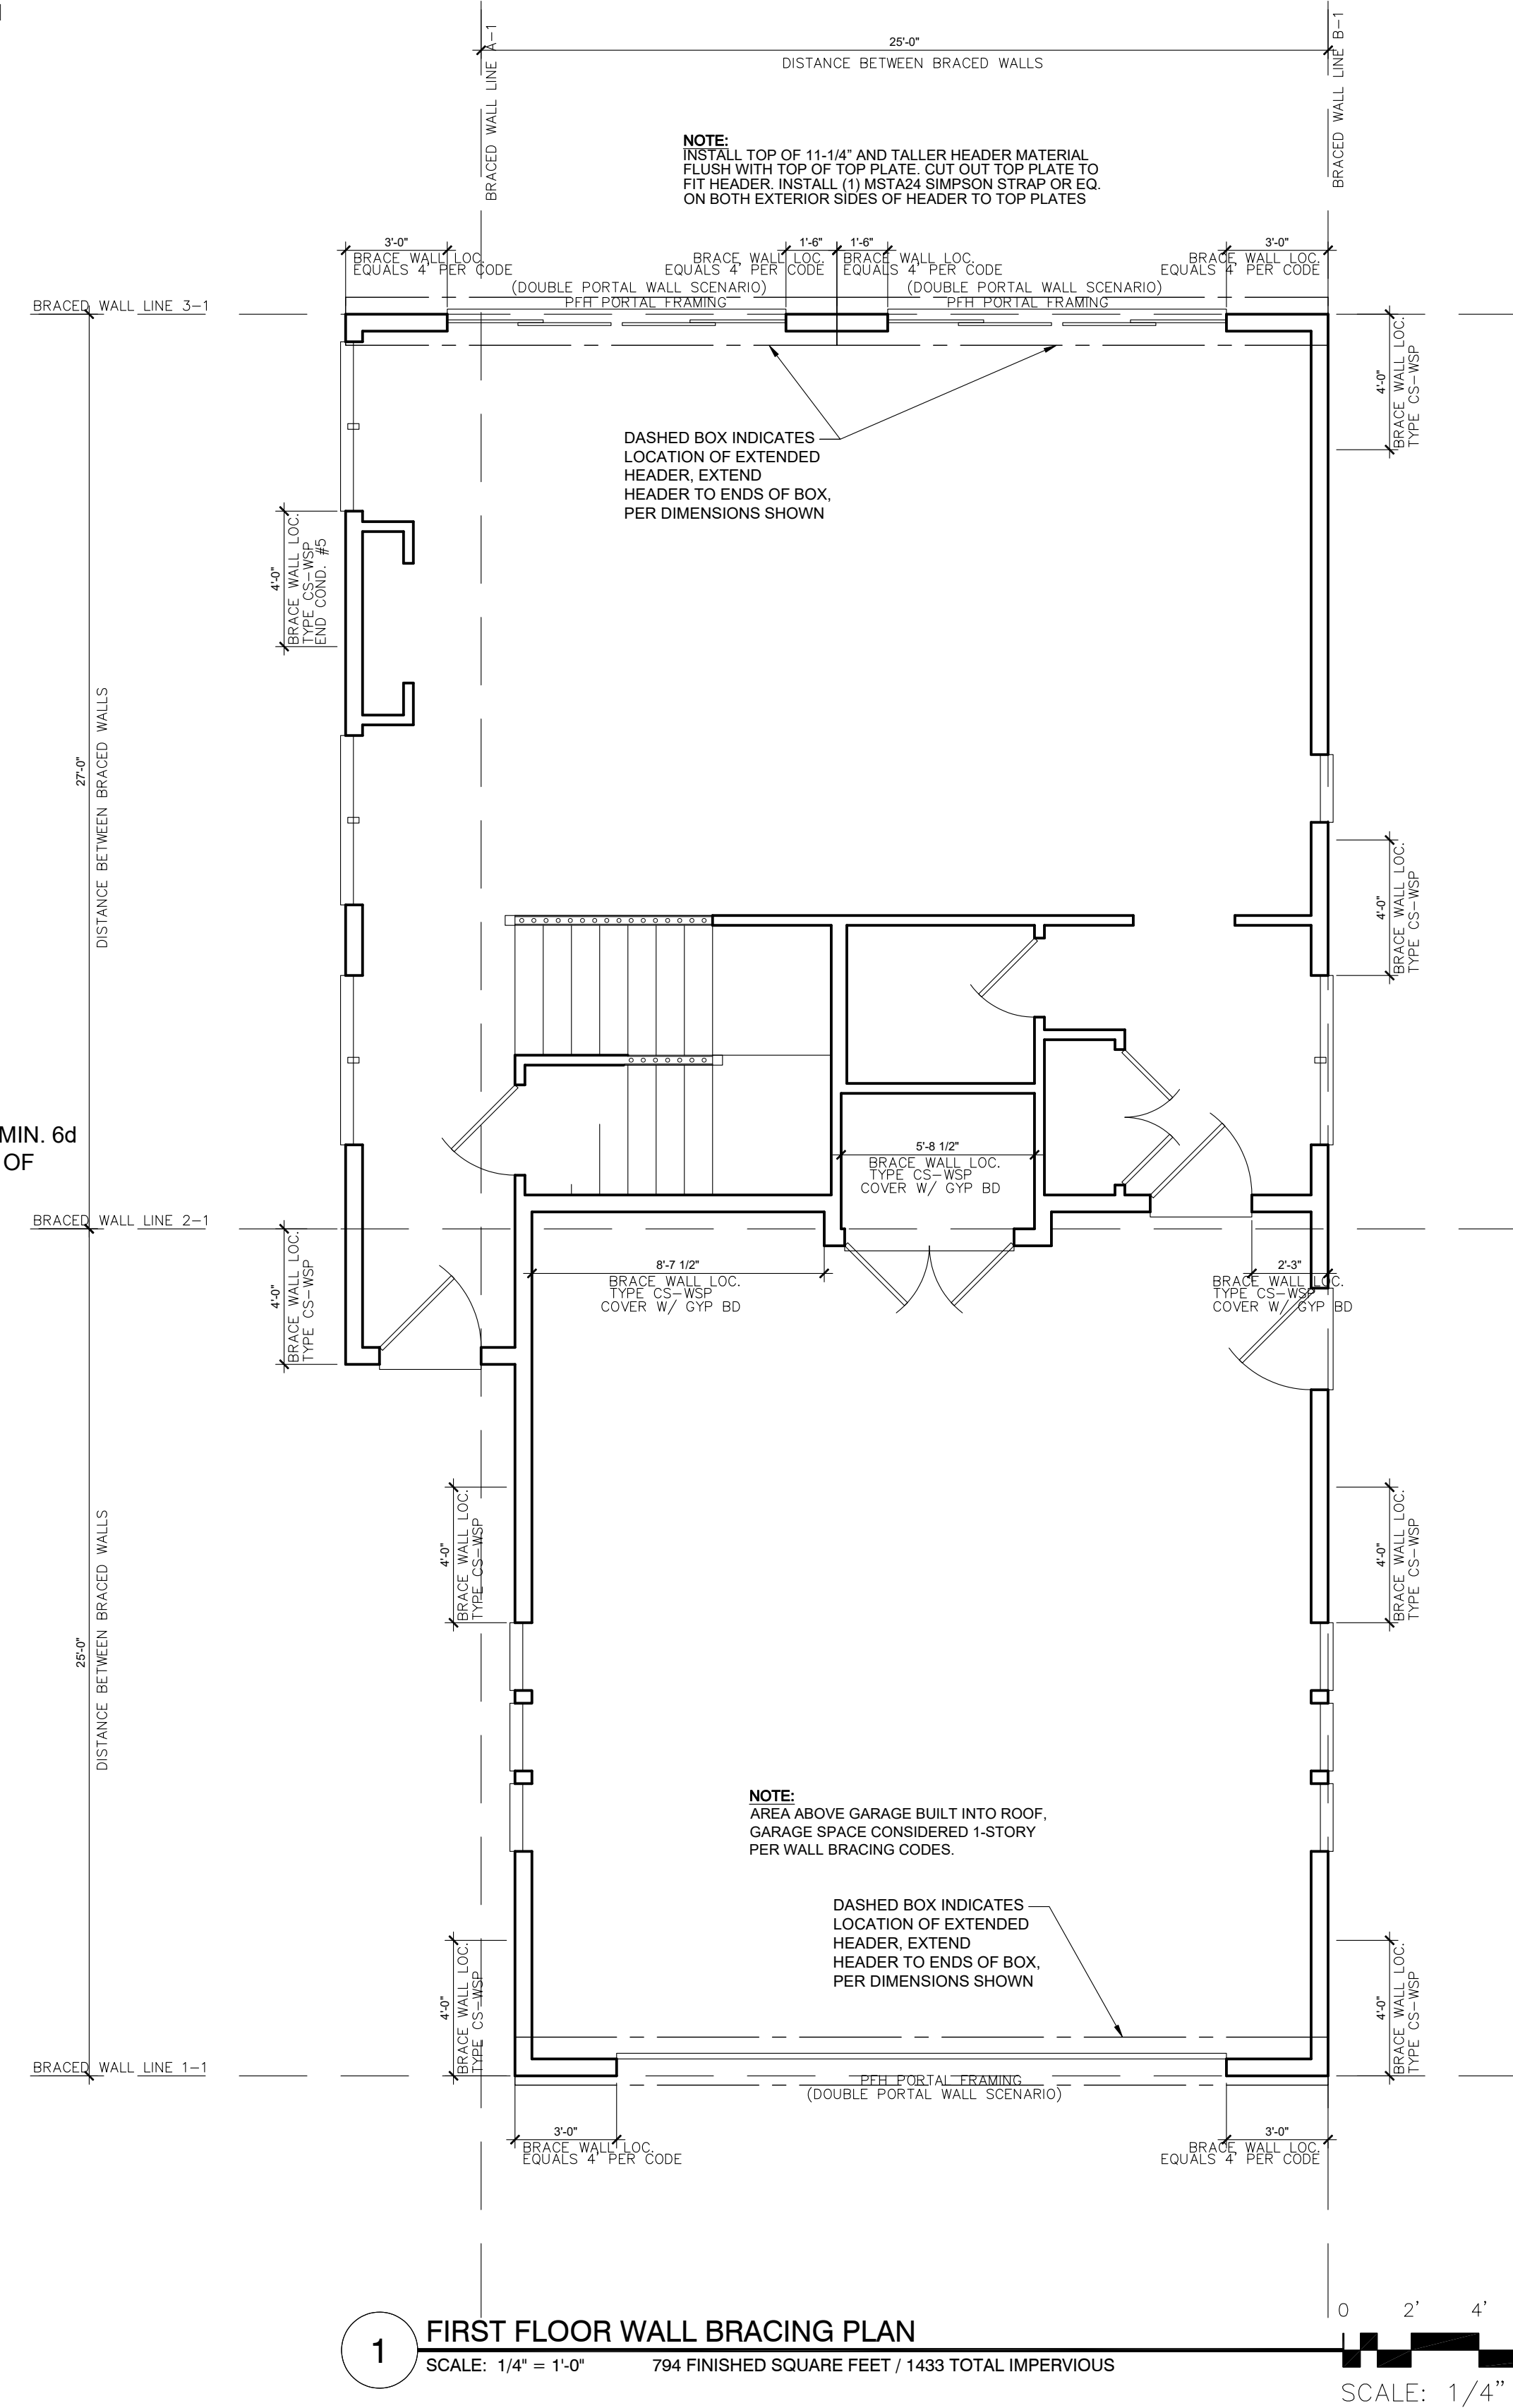 25'-0"
DISTANCE BETWEEN BRACED WALLS
BRACED WALL LINE A-1
BRACED WALL LINE B-1
NOTE:
INSTALL TOP OF 11-1/4" AND TALLER HEADER MATERIAL
FLUSH WITH TOP OF TOP PLATE. CUT OUT TOP PLATE TO
FIT HEADER. INSTALL (1) MSTA24 SIMPSON STRAP OR EQ.
ON BOTH EXTERIOR SIDES OF HEADER TO TOP PLATES
3'-0"
BRACE WALL LOC.
EQUALS 4' PER CODE
1'-6"
BRACE WALL LOC.
EQUALS 4' PER CODE
1'-6"
BRACE WALL LOC.
EQUALS 4' PER CODE
3'-0"
BRACE WALL LOC.
EQUALS 4' PER CODE
(DOUBLE PORTAL WALL SCENARIO)
PFH PORTAL FRAMING
(DOUBLE PORTAL WALL SCENARIO)
PFH PORTAL FRAMING
BRACED WALL LINE 3-1
4'-0"
BRACE WALL LOC.
TYPE CS-WSP
DASHED BOX INDICATES
LOCATION OF EXTENDED
HEADER, EXTEND
HEADER TO ENDS OF BOX,
PER DIMENSIONS SHOWN
4'-0"
BRACE WALL LOC.
TYPE CS-WSP
END COND. #5
27'-0"
DISTANCE BETWEEN BRACED WALLS
4'-0"
BRACE WALL LOC.
TYPE CS-WSP
MIN. 6d
OF
5'-8 1/2"
BRACE WALL LOC.
TYPE CS-WSP
COVER W/ GYP BD
BRACED WALL LINE 2-1
4'-0"
BRACE WALL LOC.
TYPE CS-WSP
8'-7 1/2"
BRACE WALL LOC.
TYPE CS-WSP
COVER W/ GYP BD
2'-3"
BRACE WALL LOC.
TYPE CS-WSP
COVER W/ GYP BD
4'-0"
BRACE WALL LOC.
TYPE CS-WSP
4'-0"
BRACE WALL LOC.
TYPE CS-WSP
25'-0"
DISTANCE BETWEEN BRACED WALLS
NOTE:
AREA ABOVE GARAGE BUILT INTO ROOF,
GARAGE SPACE CONSIDERED 1-STORY
PER WALL BRACING CODES.
DASHED BOX INDICATES
LOCATION OF EXTENDED
HEADER, EXTEND
HEADER TO ENDS OF BOX,
PER DIMENSIONS SHOWN
4'-0"
BRACE WALL LOC.
TYPE CS-WSP
4'-0"
BRACE WALL LOC.
TYPE CS-WSP
BRACED WALL LINE 1-1
PFH PORTAL FRAMING
(DOUBLE PORTAL WALL SCENARIO)
3'-0"
BRACE WALL LOC.
EQUALS 4' PER CODE
3'-0"
BRACE WALL LOC.
EQUALS 4' PER CODE
1
FIRST FLOOR WALL BRACING PLAN
SCALE: 1/4" = 1'-0"
794 FINISHED SQUARE FEET / 1433 TOTAL IMPERVIOUS
0 2' 4'
SCALE: 1/4"